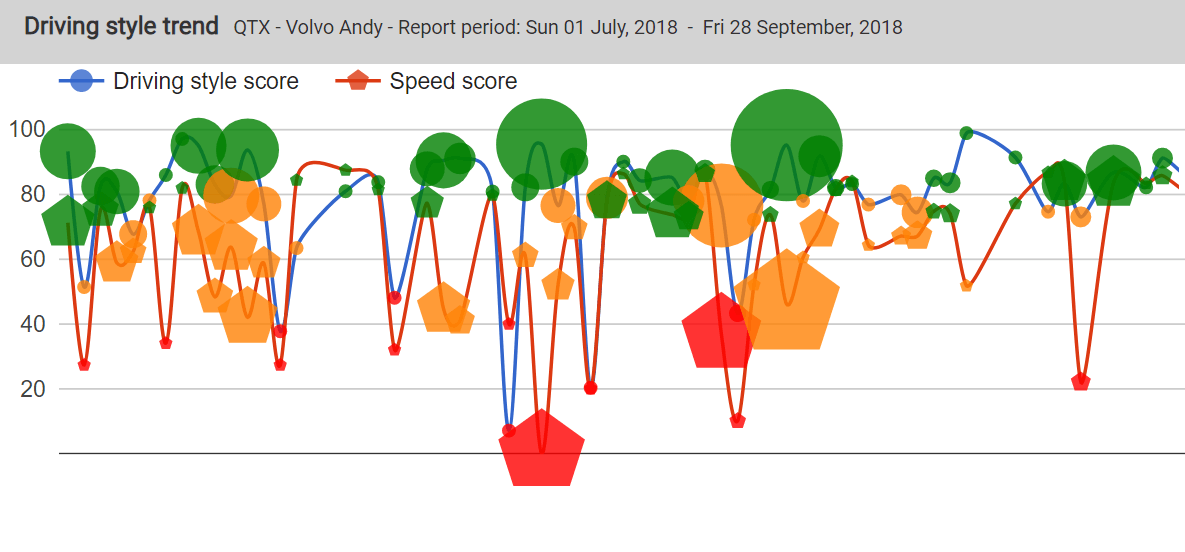 Driving style trend QTX - Volvo Andy - Report period: Sun 01 July, 2018 - Fri 28 September, 2018
Driving style score Speed score
100
80
60
40
20